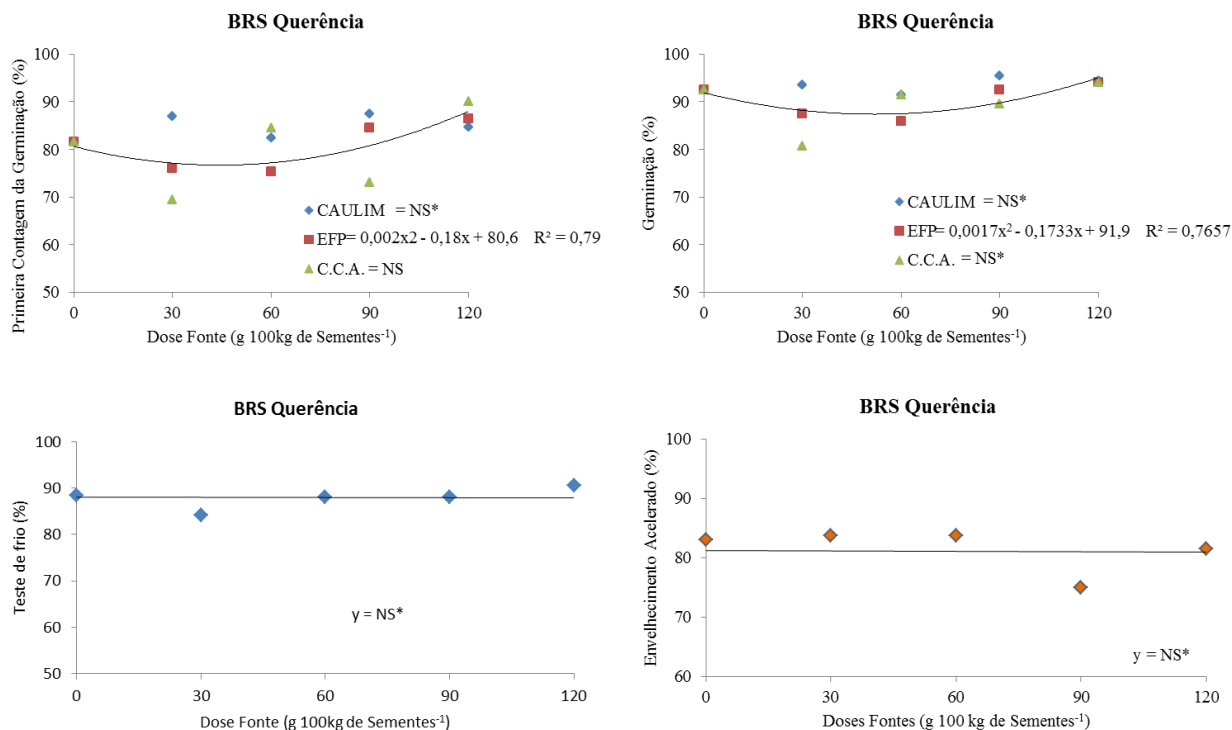 BRS Querência
Primeira Contagem da Germinação (%)
100
90
80
70
60
50
0
30
60
90
120
CAULIM = NS*
EFP= 0,002x2 - 0,18x + 80,6 R² = 0,79
C.C.A. = NS
Dose Fonte (g 100kg de Sementes⁻¹)
BRS Querência
Germinação (%)
100
90
80
70
60
50
0
30
60
90
120
CAULIM = NS*
EFP= 0,0017x² - 0,1733x + 91,9 R² = 0,7657
C.C.A. = NS*
Dose Fonte (g 100kg de Sementes⁻¹)
BRS Querência
Teste de frio (%)
100
90
80
70
60
50
0
30
60
90
120
y = NS*
Dose Fonte (g 100kg de Sementes⁻¹)
BRS Querência
Envelhecimento Acelerado (%)
100
90
80
70
60
0
30
60
90
120
y = NS*
Doses Fontes (g 100 kg de Sementes⁻¹)